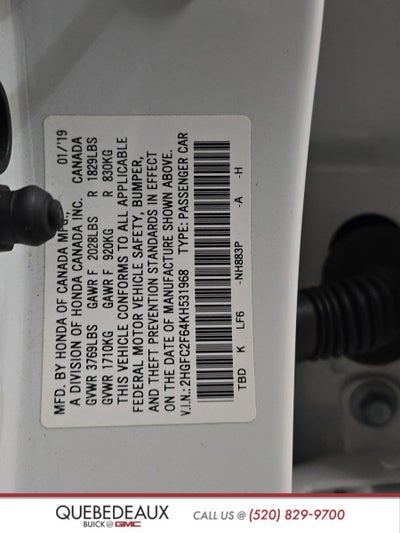 MFD. BY HONDA OF CANADA MFG., 01/'19
A DIVISION OF HONDA CANADA INC. CANADA
GVWR 3769LBS GAWR F 2028LBS R 1829LBS
GVWR 1710KG GAWR F 920KG R 830KG
THIS VEHICLE CONFORMS TO ALL APPLICABLE
FEDERAL MOTOR VEHICLE SAFETY, BUMPER,
AND THEFT PREVENTION STANDARDS IN EFFECT
ON THE DATE OF MANUFACTURE SHOWN ABOVE.
V.I.N.: 2HGFC2F64KH531968 TYPE: PASSENGER CAR
TBD K LF6 -NH883P -A -H
QUEBEDEAUX
BUICK GMC
CALL US @ (520) 829-9700